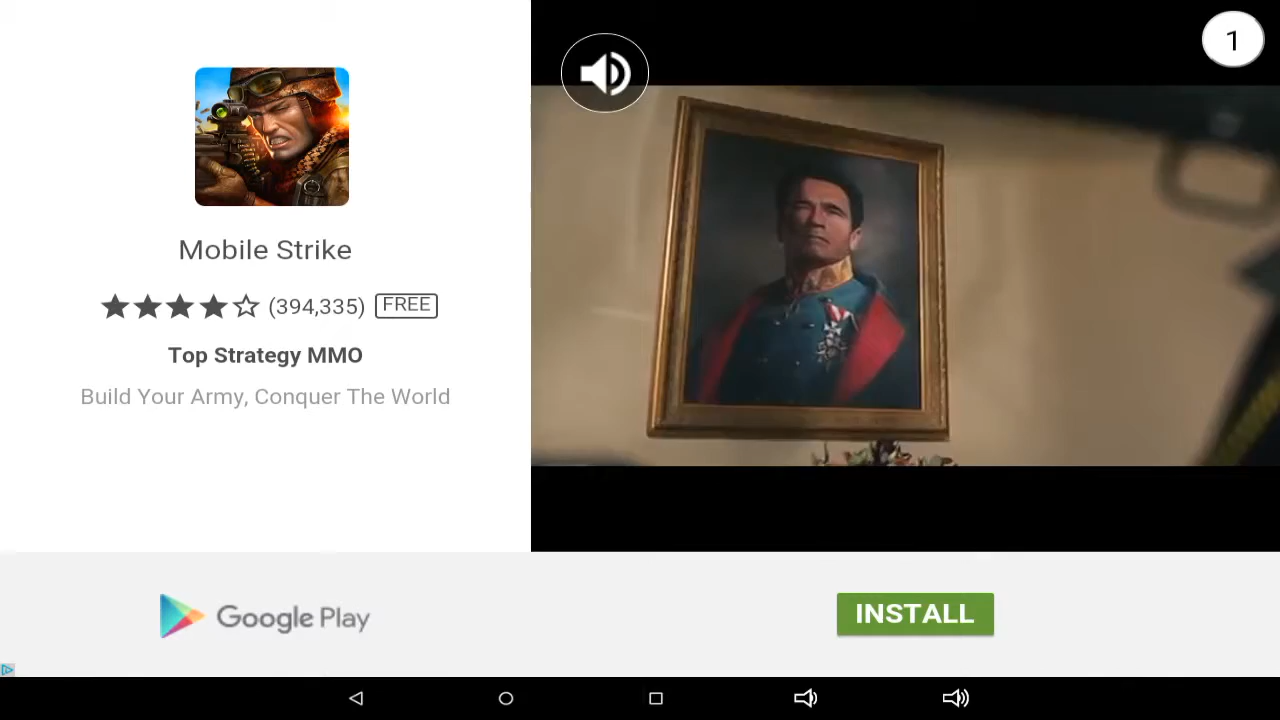 1
Mobile Strike
(394,335) FREE
Top Strategy MMO
Build Your Army, Conquer The World
Google Play
INSTALL